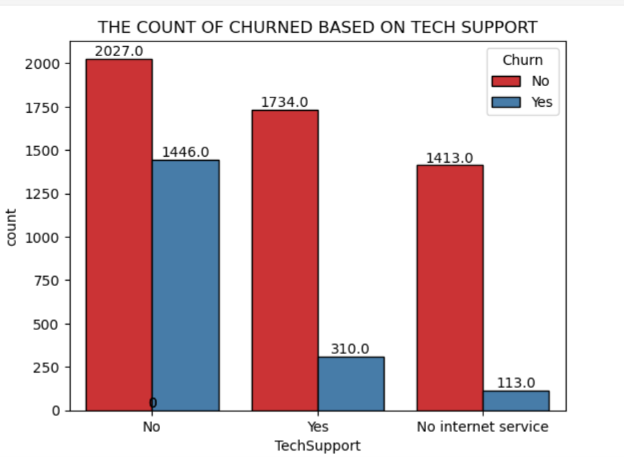 THE COUNT OF CHURNED BASED ON TECH SUPPORT
2027.0
1446.0
1734.0
310.0
1413.0
113.0
0
Churn
No
Yes
count
2000
1750
1500
1250
1000
750
500
250
0
No
Yes
No internet service
TechSupport